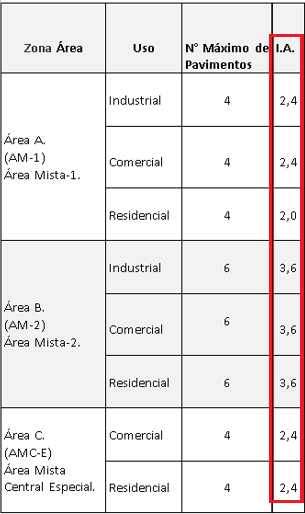 Zona Área Uso N° Máximo de Pavimentos I.A.
Área A.
(AM-1)
Área Mista-1.
Industrial 4 2,4
Comercial 4 2,4
Residencial 4 2,0
Área B.
(AM-2)
Área Mista-2.
Industrial 6 3,6
Comercial 6 3,6
Residencial 6 3,6
Área C.
(AMC-E)
Área Mista
Central Especial.
Comercial 4 2,4
Residencial 4 2,4